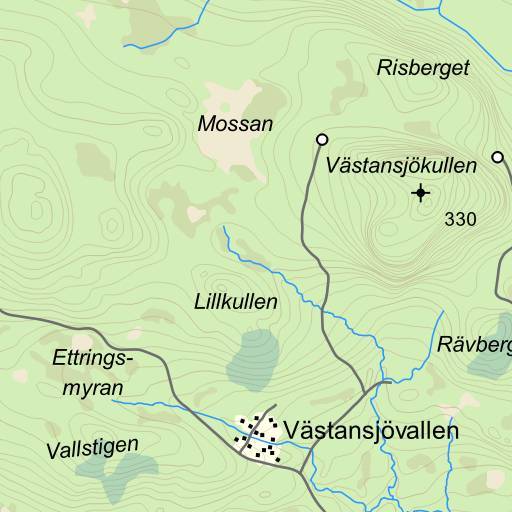 Risberget
Mossan
Västansjökullen
330
Lillkullen
Rävberg
Ettrings-
myran
Västansjövallen
Vallstigen